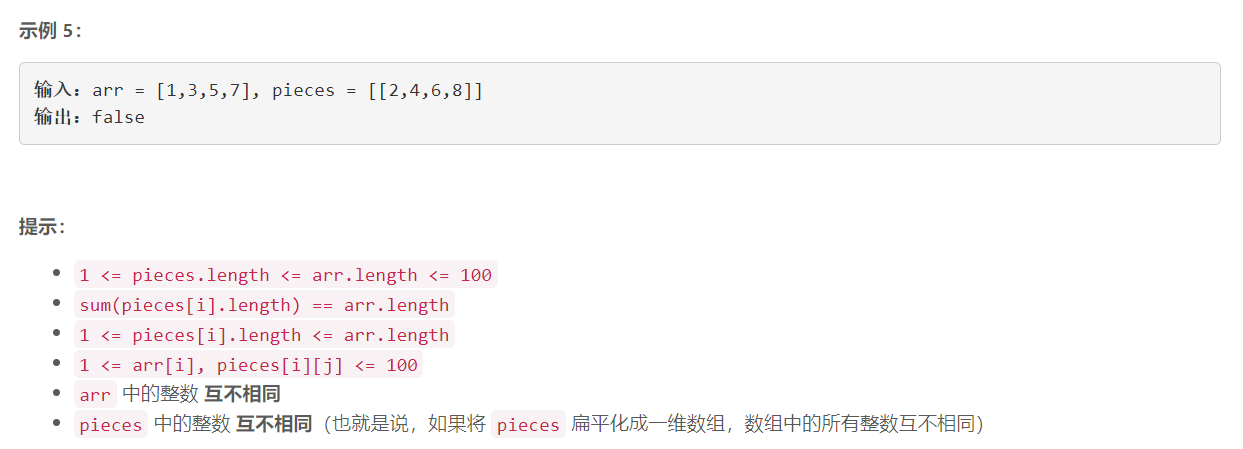 示例 5：
输入：arr = [1,3,5,7], pieces = [[2,4,6,8]]
输出：false
提示：
1 <= pieces.length <= arr.length <= 100
sum(pieces[i].length) == arr.length
1 <= pieces[i].length <= arr.length
1 <= arr[i], pieces[i][j] <= 100
arr 中的整数 互不相同
pieces 中的整数 互不相同（也就是说，如果将 pieces 扁平化成一维数组，数组中的所有整数互不相同）